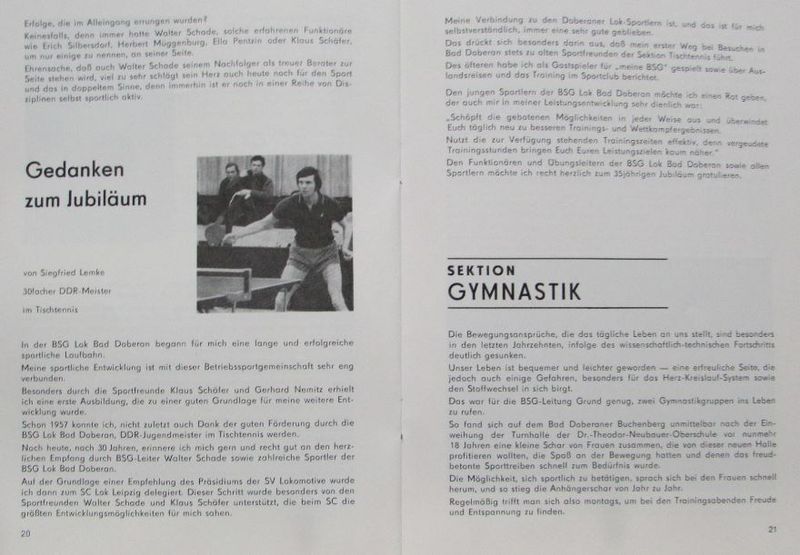 Erfolge, die im Alleingang errungen wurden?
Keinesfalls, denn immer hatte Walter Schade, solche erfahrenen Funktionäre
wie Erich Silbersdorf, Herbert Müggenburg, Ella Pentzin oder Klaus Schäfer,
um nur einige zu nennen, an seiner Seite.
Ehrensache, daß auch Walter Schade seinem Nachfolger als treuer Berater zur
Seite stehen wird, viel zu sehr schlägt sein Herz auch heute noch für den Sport
und das in doppeltem Sinne, denn immerhin ist er noch in einer Reihe von Dis-
ziplinen selbst sportlich aktiv.
Gedanken
zum Jubiläum
von Siegfried Lemke
30facher DDR-Meister
im Tischtennis
In der BSG Lok Bad Doberan begann für mich eine lange und erfolgreiche
sportliche Laufbahn.
Meine sportliche Entwicklung ist mit dieser Betriebssportgemeinschaft sehr eng
verbunden.
Besonders durch die Sportfreunde Klaus Schäfer und Gerhard Nemitz erhielt
ich eine erste Ausbildung, die zu einer guten Grundlage für meine weitere Ent-
wicklung wurde.
Schon 1957 konnte ich, nicht zuletzt auch Dank der guten Förderung durch die
BSG Lok Bad Doberan, DDR-Jugendmeister im Tischtennis werden.
Noch heute, nach 30 Jahren, erinnere ich mich gern und recht gut an den herz-
lichen Empfang durch BSG-Leiter Walter Schade sowie zahlreiche Sportler der
BSG Lok Bad Doberan.
Auf der Grundlage einer Empfehlung des Präsidiums der SV Lokomotive wurde
ich dann zum SC Lok Leipzig delegiert. Dieser Schritt wurde besonders von den
Sportfreunden Walter Schade und Klaus Schäfer unterstützt, die beim SC die
größten Entwicklungsmöglichkeiten für mich sahen.
20
Meine Verbindung zu den Doberaner Lok-Sportlern ist, und das ist für mich
selbstverständlich, immer eine sehr gute geblieben.
Das drückt sich besonders darin aus, daß mein erster Weg bei Besuchen in
Bad Doberan stets zu alten Sportfreunden der Sektion Tischtennis führt.
Des öfteren habe ich als Gastspieler für „meine BSG" gespielt sowie über Aus-
landsreisen und das Training im Sportclub berichtet.
Den jungen Sportlern der BSG Lok Bad Doberan möchte ich einen Rat geben,
der auch mir in meiner Leistungsentwicklung sehr dienlich war:
„Schöpft die gebotenen Möglichkeiten in jeder Weise aus und überwindet
Euch täglich neu zu besseren Trainings- und Wettkampfergebnissen.
Nutzt die zur Verfügung stehenden Trainingszeiten effektiv, denn vergeudete
Trainingsstunden bringen Euch Euren Leistungszielen kaum näher."
Den Funktionären und Übungsleitern der BSG Lok Bad Doberan sowie allen
Sportlern möchte ich recht herzlich zum 35jährigen Jubiläum gratulieren.
SEKTION
GYMNASTIK
Die Bewegungsansprüche, die das tägliche Leben an uns stellt, sind besonders
in den letzten Jahrzehnten, infolge des wissenschaftlich-technischen Fortschritts
deutlich gesunken.
Unser Leben ist bequemer und leichter geworden — eine erfreuliche Seite, die
jedoch auch einige Gefahren, besonders für das Herz-Kreislauf-System sowie
den Stoffwechsel in sich birgt.
Das war für die BSG-Leitung Grund genug, zwei Gymnastikgruppen ins Leben
zu rufen.
So fand sich auf dem Bad Doberaner Buchenberg unmittelbar nach der Ein-
weihung der Turnhalle der Dr.-Theodor-Neubauer-Oberschule vor nunmehr
18 Jahren eine kleine Schar von Frauen zusammen, die von dieser neuen Halle
profitieren wollten, die Spaß an der Bewegung hatten und denen das freud-
betonte Sporttreiben schnell zum Bedürfnis wurde.
Die Möglichkeit, sich sportlich zu betätigen, sprach sich bei den Frauen schnell
herum, und so stieg die Anhängerschar von Jahr zu Jahr.
Regelmäßig trifft man sich also montags, um bei den Trainingsabenden Freude
und Entspannung zu finden.
21